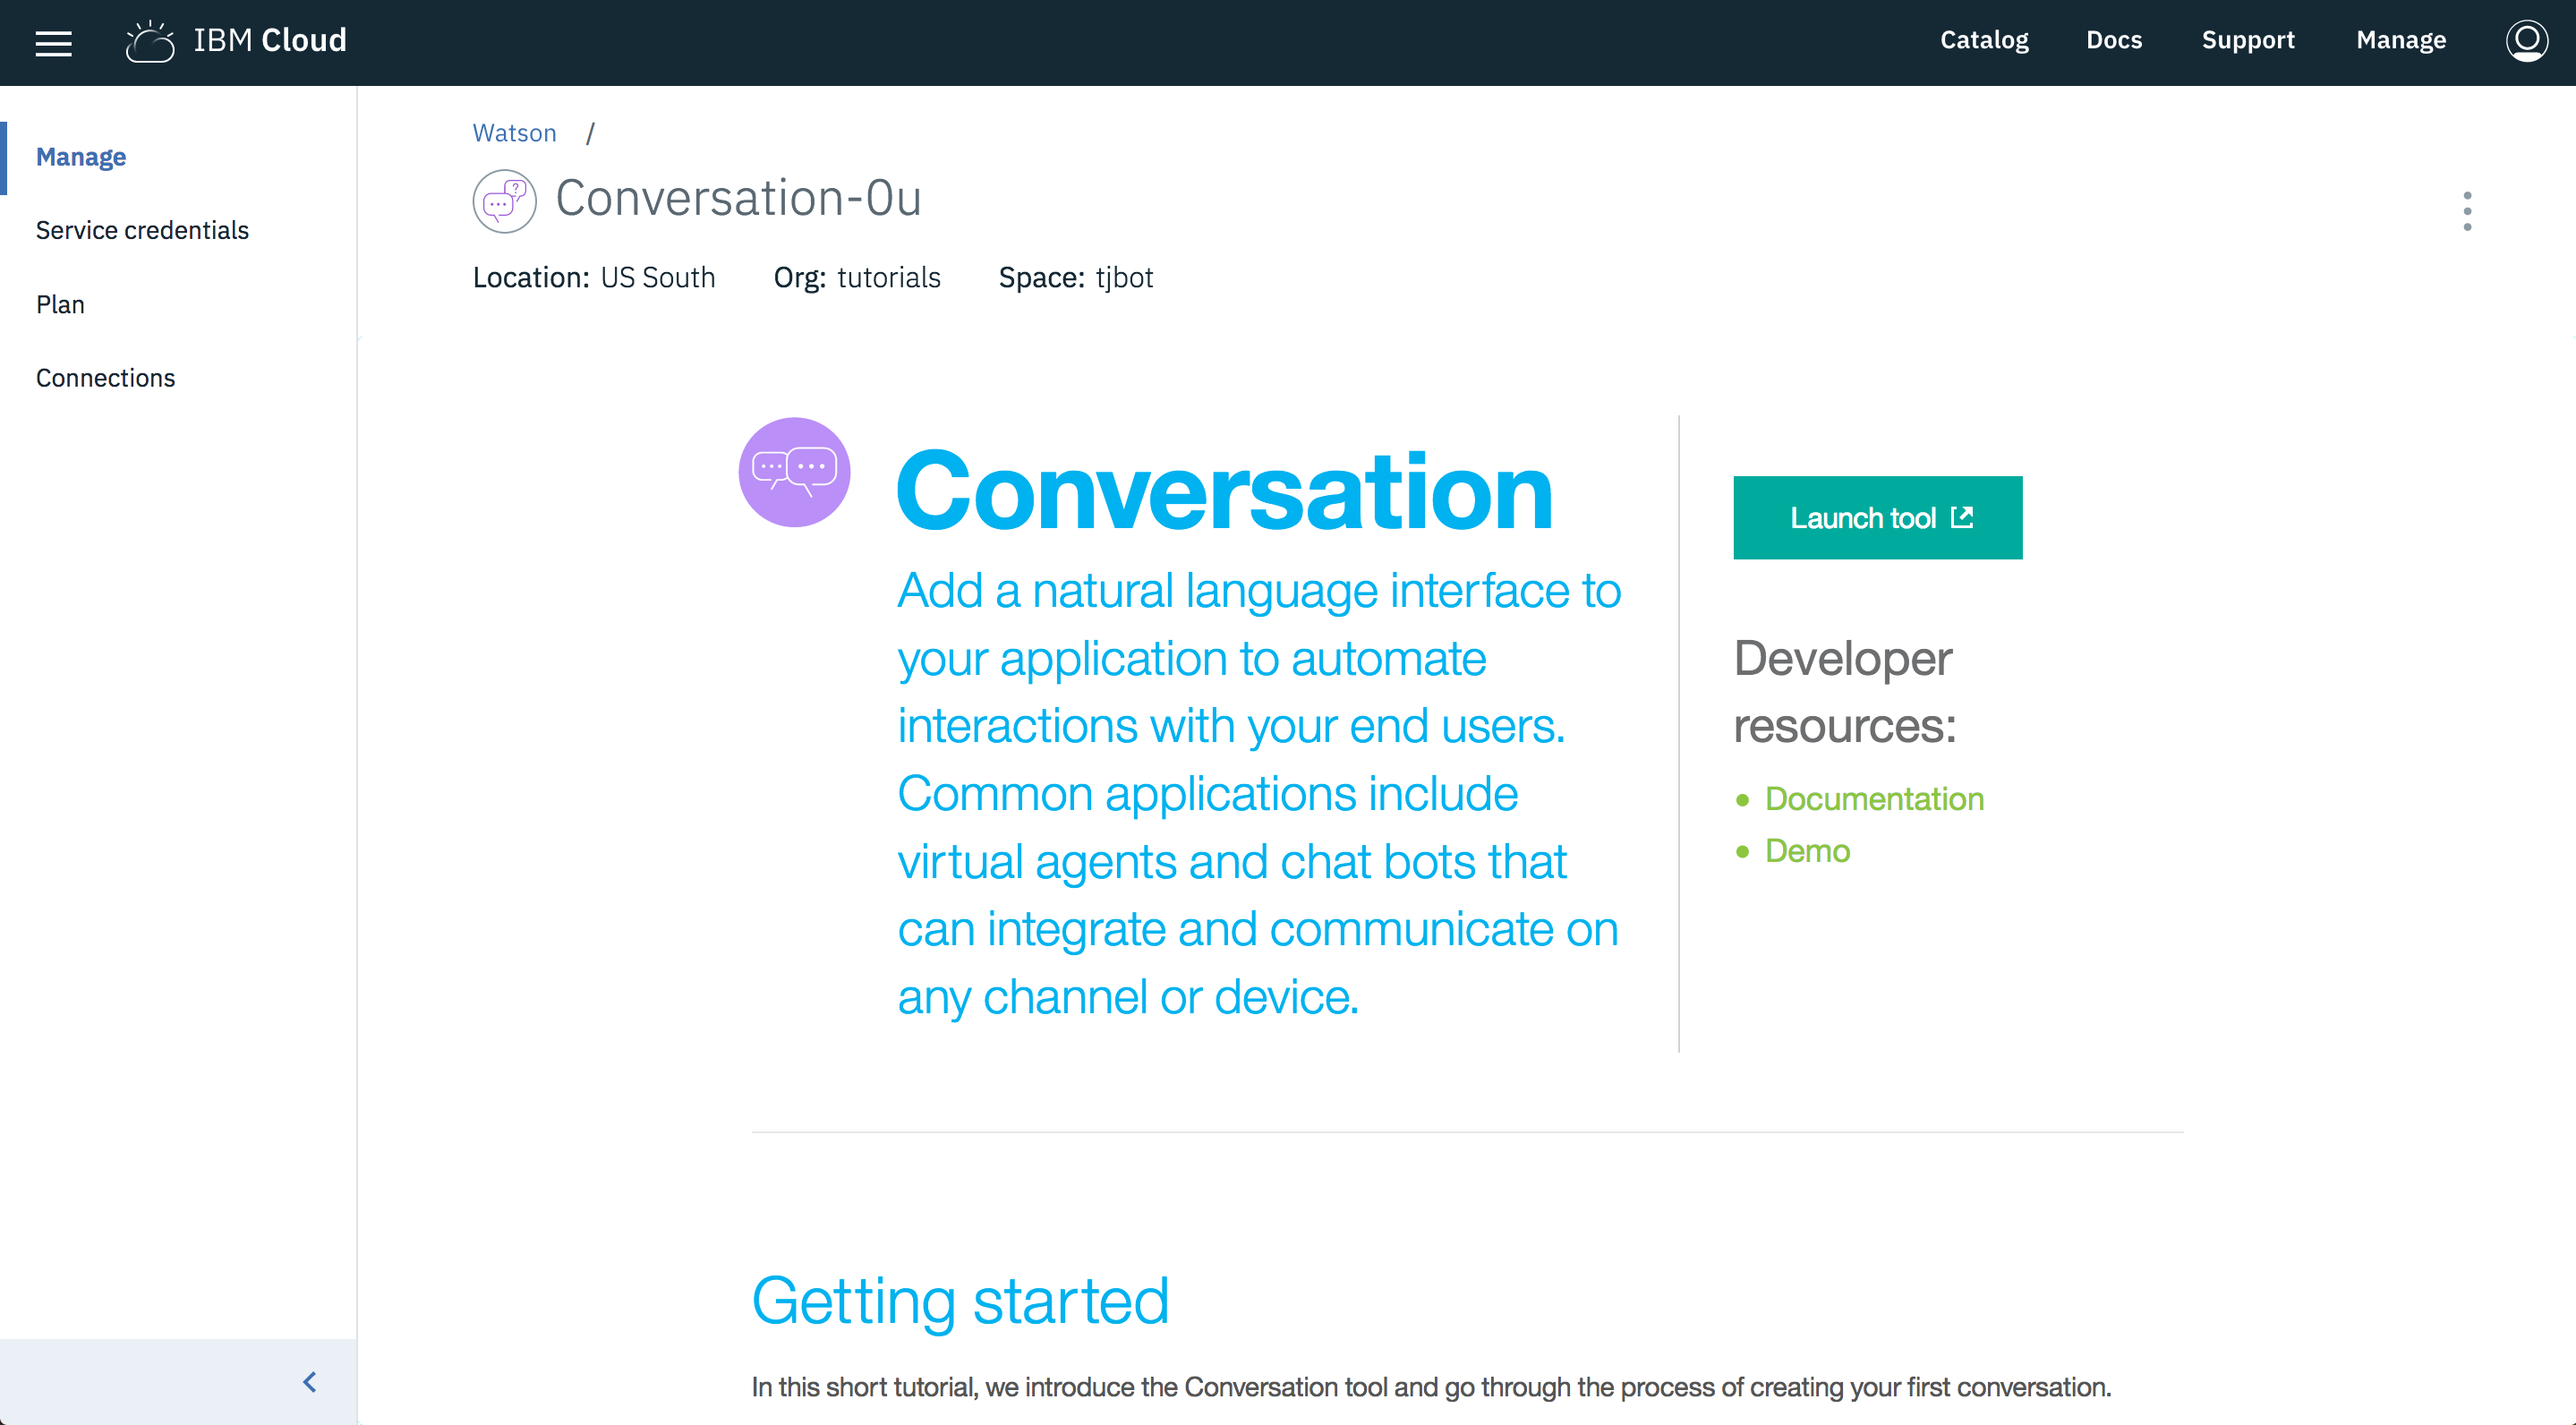 IBM Cloud
Catalog Docs Support Manage
Manage
Service credentials
Plan
Connections
Watson /
Conversation-0u
Location: US South Org: tutorials Space: tjbot
Conversation
Add a natural language interface to
your application to automate
interactions with your end users.
Common applications include
virtual agents and chat bots that
can integrate and communicate on
any channel or device.
Launch tool
Developer
resources:
Documentation
Demo
Getting started
In this short tutorial, we introduce the Conversation tool and go through the process of creating your first conversation.